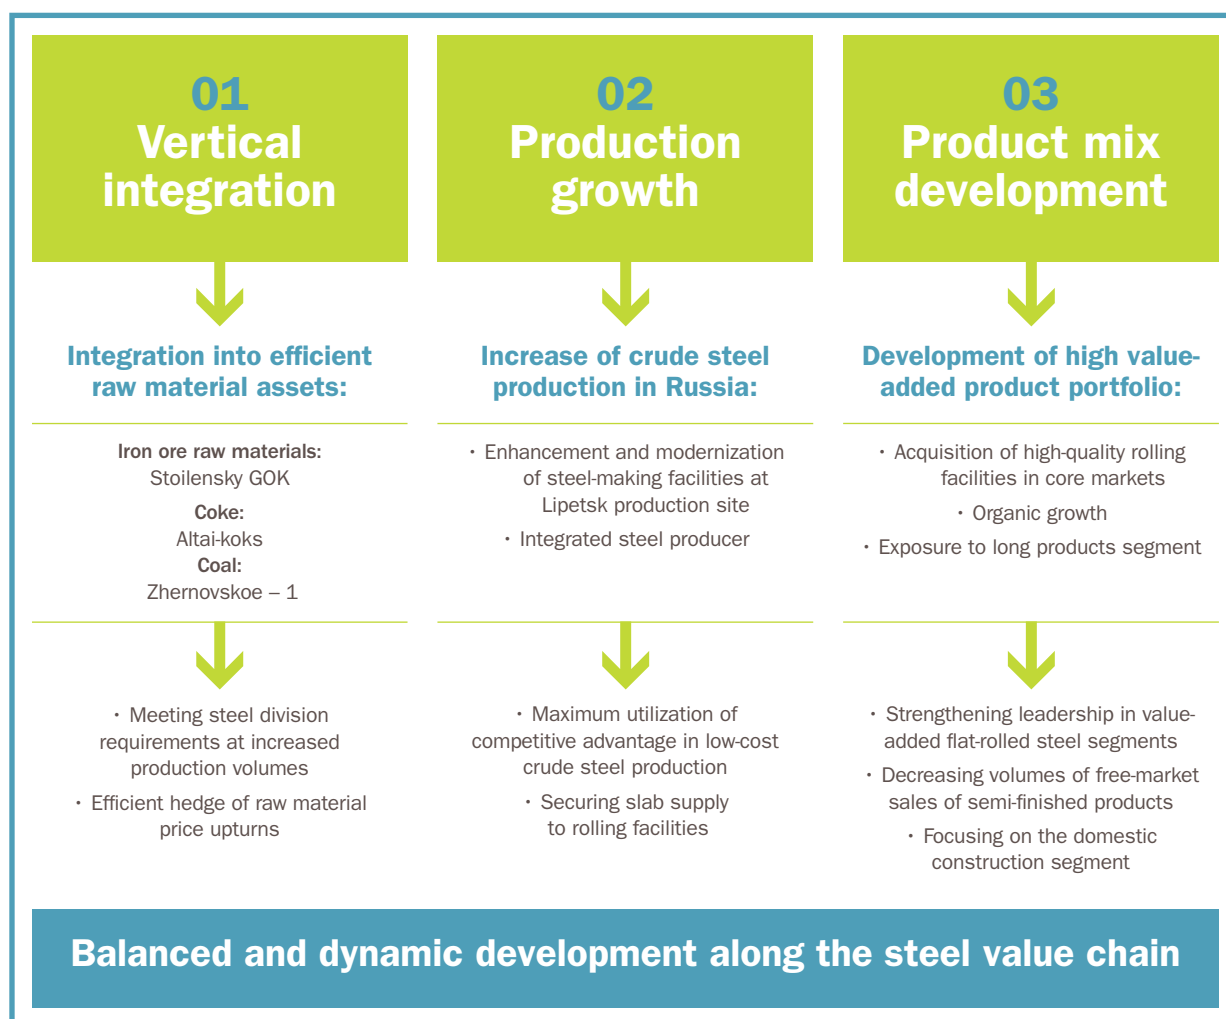 01
Vertical
integration
Integration into efficient
raw material assets:
Iron ore raw materials:
Stoilensky GOK
Coke:
Altai-koks
Coal:
Zhernovskoe – 1
• Meeting steel division
requirements at increased
production volumes
• Efficient hedge of raw material
price upturns
02
Production
growth
Increase of crude steel
production in Russia:
• Enhancement and modernization
of steel-making facilities at
Lipetsk production site
• Integrated steel producer
• Maximum utilization of
competitive advantage in low-cost
crude steel production
• Securing slab supply
to rolling facilities
03
Product mix
development
Development of high value-
added product portfolio:
• Acquisition of high-quality rolling
facilities in core markets
• Organic growth
• Exposure to long products segment
• Strengthening leadership in value-
added flat-rolled steel segments
• Decreasing volumes of free-market
sales of semi-finished products
• Focusing on the domestic
construction segment
Balanced and dynamic development along the steel value chain